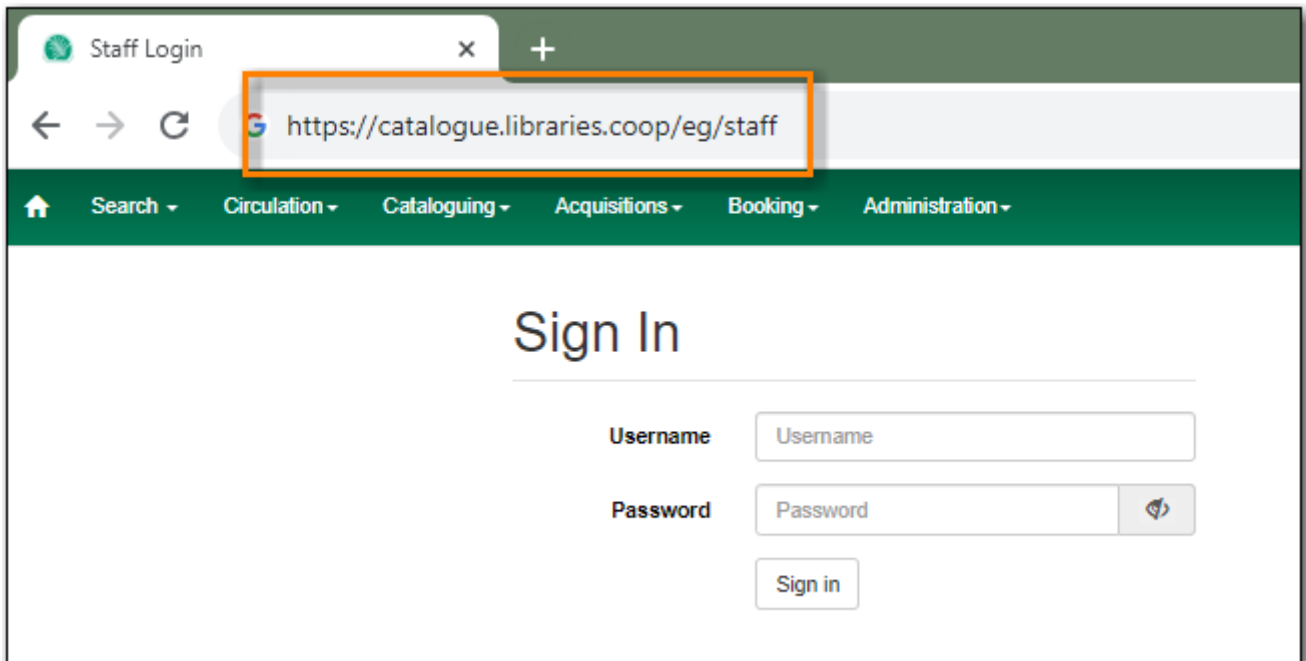 Staff Login
https://catalogue.libraries.coop/eg/staff
Search Circulation Cataloguing Acquisitions Booking Administration
Sign In
Username Username
Password Password
Sign in